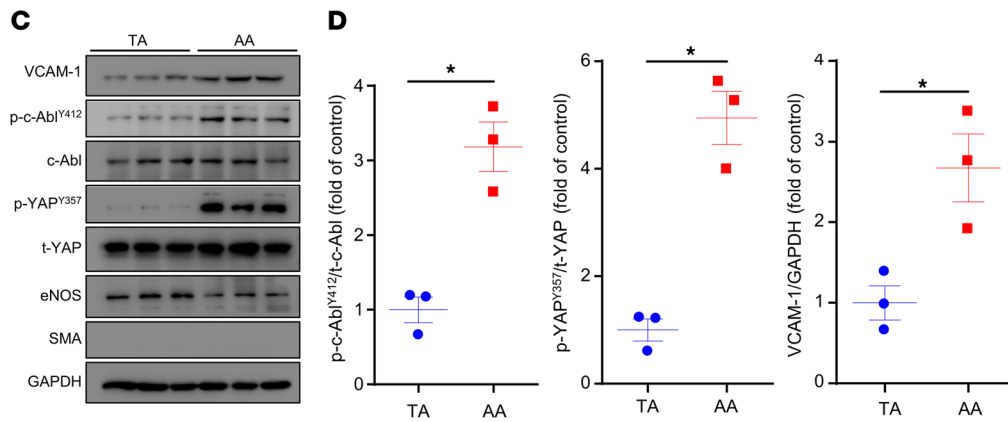 C
TA AA
VCAM-1
p-c-Abl^Y412
c-Abl
p-YAP^Y357
t-YAP
eNOS
SMA
GAPDH
D
p-c-Abl^Y412/t-c-Abl (fold of control)
4
3
2
1
0
*
TA AA
p-YAP^Y357/t-YAP (fold of control)
6
4
2
0
*
TA AA
VCAM-1/GAPDH (fold of control)
4
3
2
1
0
*
TA AA